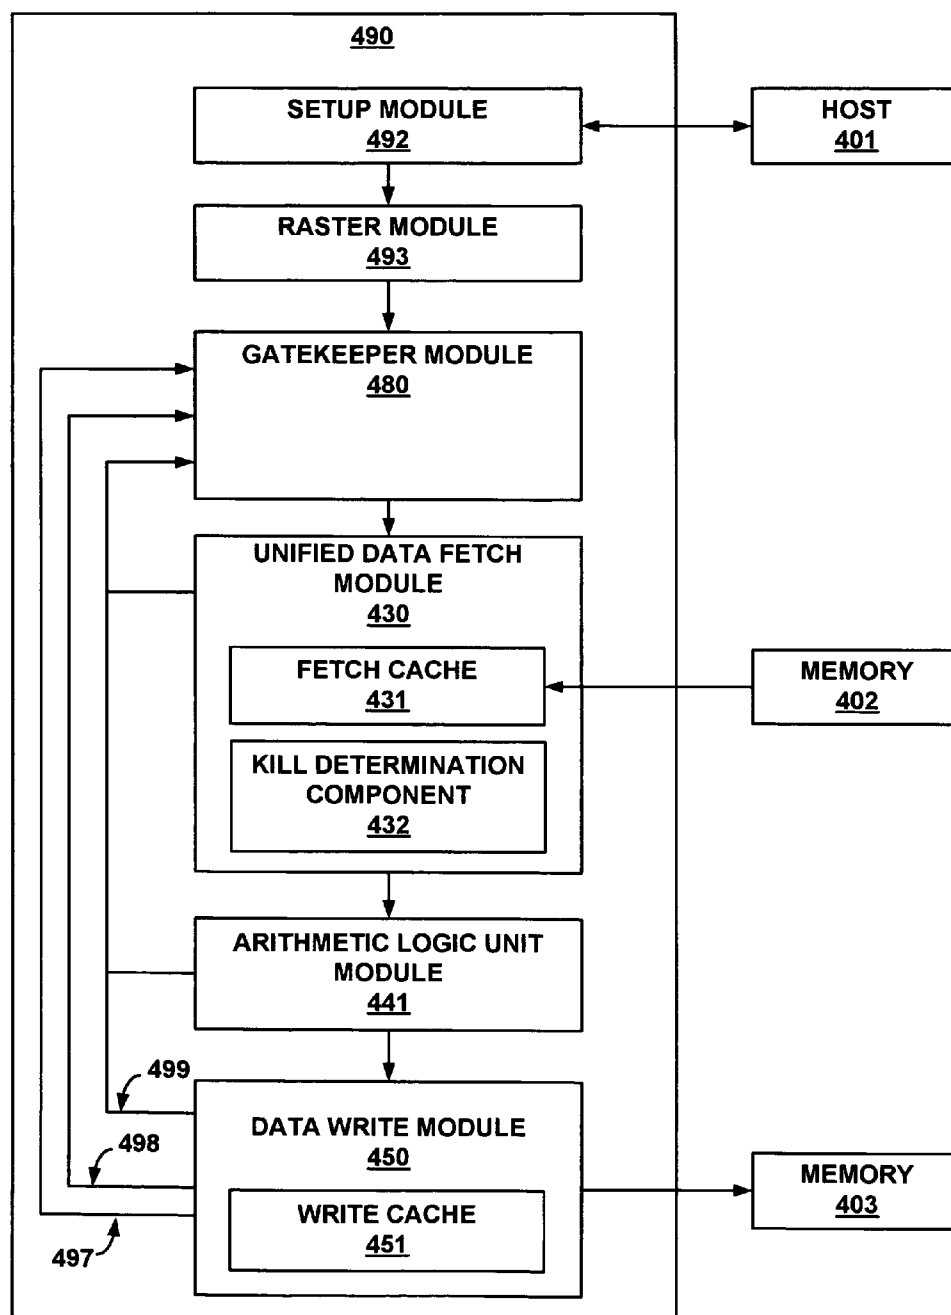 490
SETUP MODULE
492
HOST
401
RASTER MODULE
493
GATEKEEPER MODULE
480
UNIFIED DATA FETCH
MODULE
430
FETCH CACHE
431
MEMORY
402
KILL DETERMINATION
COMPONENT
432
ARITHMETIC LOGIC UNIT
MODULE
441
499
498
497
DATA WRITE MODULE
450
WRITE CACHE
451
MEMORY
403